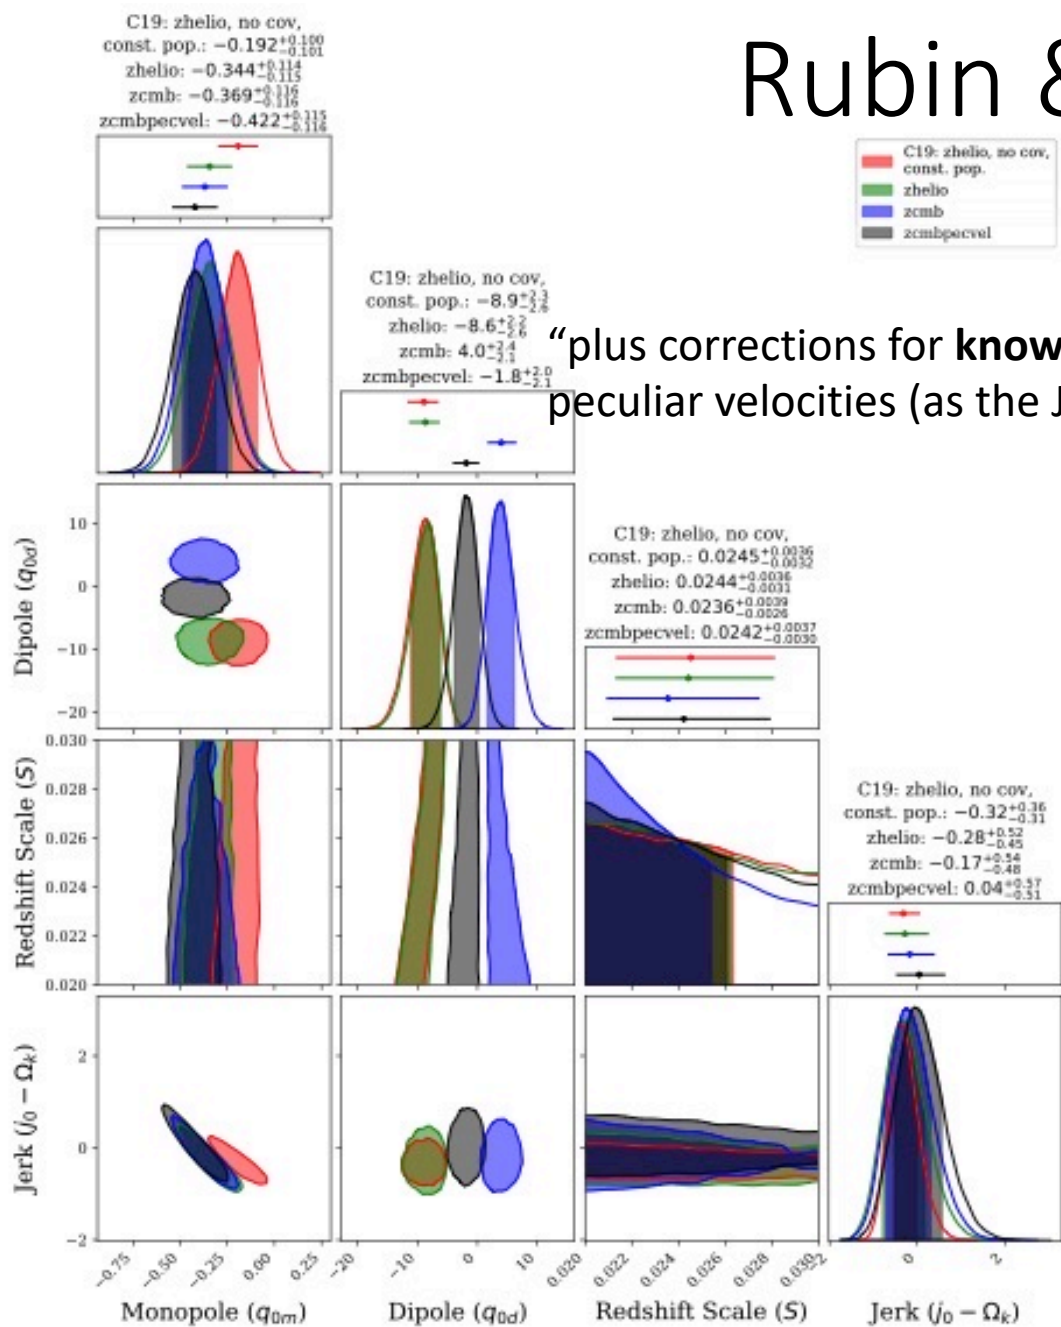 C19: zhelio, no cov,
const. pop.: −0.192 +0.100 −0.101
zhelio: −0.344 +0.114 −0.115
zcmb: −0.369 +0.116 −0.116
zcmbpecvel: −0.422 +0.115 −0.116
Rubin &
C19: zhelio, no cov,
const. pop.
zhelio
zcmb
zcmbpecvel
C19: zhelio, no cov,
const. pop.: −8.9 +2.3 −2.6
zhelio: −8.6 +2.2 −2.6
zcmb: 4.0 +2.4 −2.1
zcmbpecvel: −1.8 +2.0 −2.1
“plus corrections for know
peculiar velocities (as the J
Dipole (q0d)
10
0
−10
−20
C19: zhelio, no cov,
const. pop.: 0.0245 +0.0036 −0.0032
zhelio: 0.0244 +0.0036 −0.0031
zcmb: 0.0236 +0.0039 −0.0026
zcmbpecvel: 0.0242 +0.0037 −0.0030
Redshift Scale (S)
0.030
0.028
0.026
0.024
0.022
0.020
C19: zhelio, no cov,
const. pop.: −0.32 +0.36 −0.31
zhelio: −0.28 +0.52 −0.45
zcmb: −0.17 +0.54 −0.48
zcmbpecvel: 0.04 +0.57 −0.51
Jerk (j0 − Ωk)
2
0
−2
−0.75 −0.50 −0.25 0.00 0.25 −20 −10 0 10 0.020 0.022 0.024 0.026 0.028 0.030 −2 0 2
Monopole (q0m) Dipole (q0d) Redshift Scale (S) Jerk (j0 − Ωk)